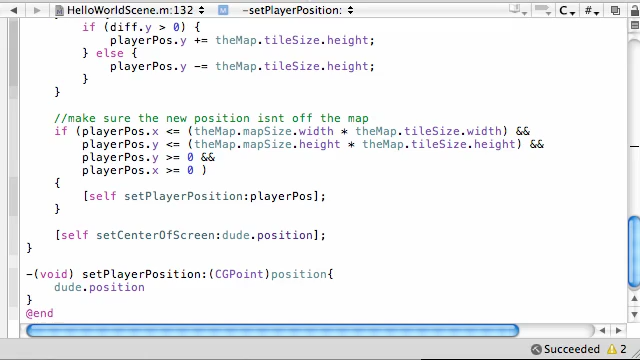 HelloWorldScene.m:132 -setPlayerPosition: C #
if (diff.y > 0) {
playerPos.y += theMap.tileSize.height;
} else {
playerPos.y -= theMap.tileSize.height;
}
}
//make sure the new position isnt off the map
if (playerPos.x <= (theMap.mapSize.width * theMap.tileSize.width) &&
playerPos.y <= (theMap.mapSize.height * theMap.tileSize.height) &&
playerPos.y >= 0 &&
playerPos.x >= 0 )
{
[self setPlayerPosition:playerPos];
}
[self setCenterOfScreen:dude.position];
}
-(void) setPlayerPosition:(CGPoint)position{
dude.position
}
@end
Succeeded 2